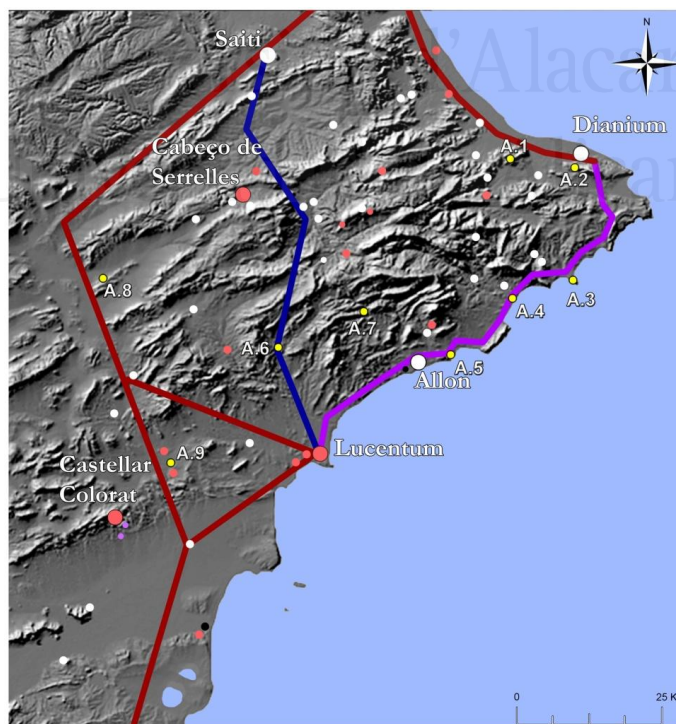 d'Alacan
N
Saiti
Dianium
A.1
A.2
Cabeço de
Serrelles
A.8
A.3
A.4
A.7
A.6
A.5
Allon
Lucentum
A.9
Castellar
Colorat
0
25 K